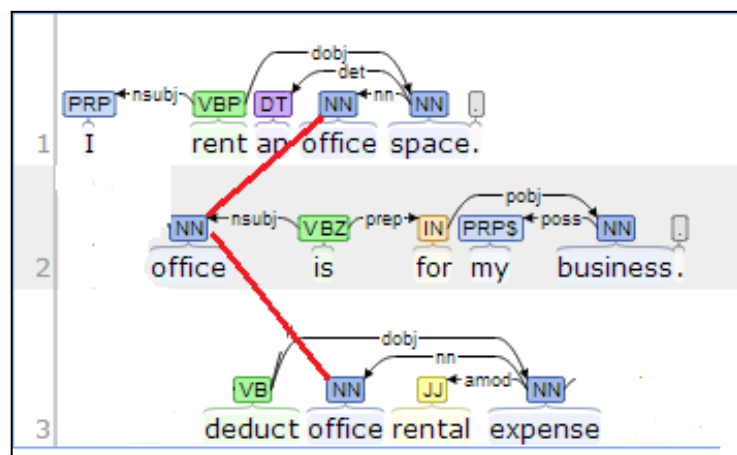 dobj
det
nsubj nn
PRP VBP DT NN NN .
1 I rent an office space.
pobj
nsubj prep poss
NN VBZ IN PRP$ NN .
2 office is for my business.
dobj
nn
amod
VB NN JJ NN
3 deduct office rental expense